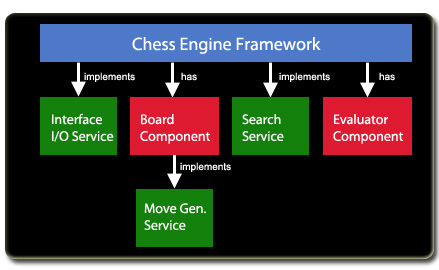 Chess Engine Framework
implements
has
implements
has
Interface
I/O Service
Board
Component
Search
Service
Evaluator
Component
implements
Move Gen.
Service